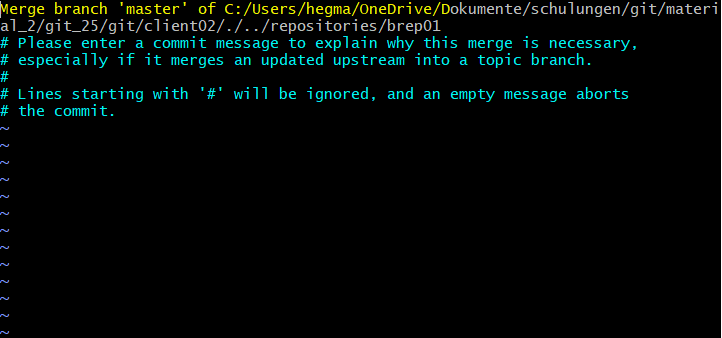 Merge branch 'master' of C:/Users/hegma/OneDrive/Dokumente/schulungen/git/materi
al_2/git_25/git/client02/./../repositories/brep01
# Please enter a commit message to explain why this merge is necessary,
# especially if it merges an updated upstream into a topic branch.
#
# Lines starting with '#' will be ignored, and an empty message aborts
# the commit.
~
~
~
~
~
~
~
~
~
~
~
~
~